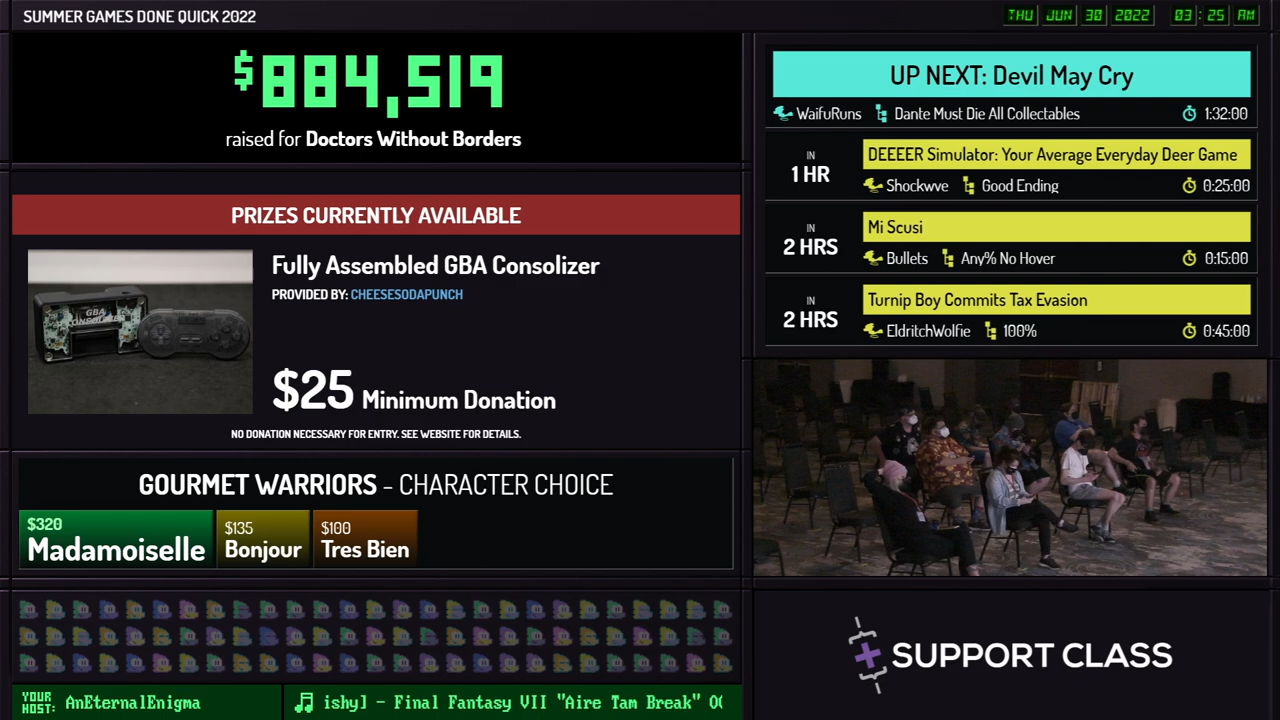 SUMMER GAMES DONE QUICK 2022
THU JUN 30 2022 03:25 AM
$884,519
raised for Doctors Without Borders
PRIZES CURRENTLY AVAILABLE
GBA
CONSOLIZER
Fully Assembled GBA Consolizer
PROVIDED BY: CHEESESODAPUNCH
$25 Minimum Donation
NO DONATION NECESSARY FOR ENTRY. SEE WEBSITE FOR DETAILS.
GOURMET WARRIORS - CHARACTER CHOICE
$320
Madamoiselle
$135
Bonjour
$100
Tres Bien
YOUR HOST: AnEternalEnigma
ishy] - Final Fantasy VII "Aire Tam Break" OC
UP NEXT: Devil May Cry
WaifuRuns Dante Must Die All Collectables 1:32:00
IN
1 HR
DEEEER Simulator: Your Average Everyday Deer Game
Shockwve Good Ending 0:25:00
IN
2 HRS
Mi Scusi
Bullets Any% No Hover 0:15:00
IN
2 HRS
Turnip Boy Commits Tax Evasion
EldritchWolfie 100% 0:45:00
SUPPORT CLASS